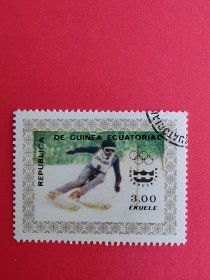 REPUBLICA
DE GUINEA ECUATORIAL
3,00
EKUELE